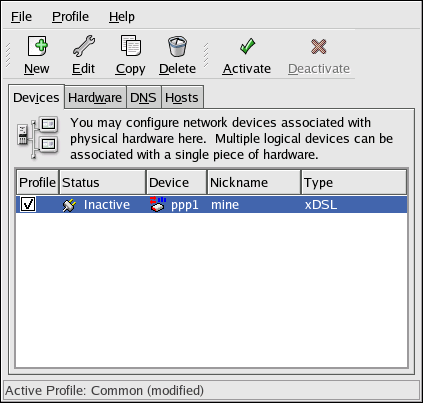 File Profile Help
New Edit Copy Delete Activate Deactivate
Devices Hardware DNS Hosts
You may configure network devices associated with
physical hardware here. Multiple logical devices can be
associated with a single piece of hardware.
Profile Status Device Nickname Type
Inactive ppp1 mine xDSL
Active Profile: Common (modified)